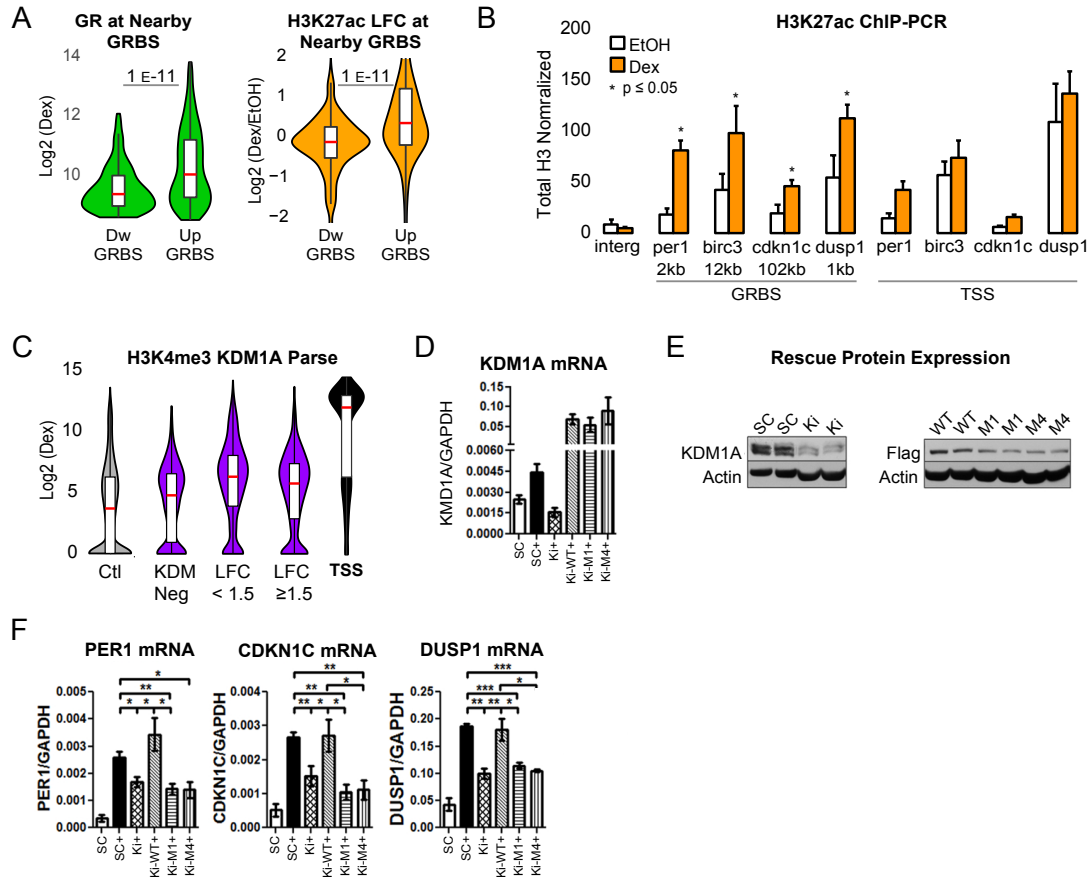 A
GR at Nearby
GRBS
14
12
10
Log2 (Dex)
1 E-11
Dw
GRBS
Up
GRBS
H3K27ac LFC at
Nearby GRBS
2
1
0
−1
−2
Log2 (Dex/EtOH)
1 E-11
Dw
GRBS
Up
GRBS
B
H3K27ac ChIP-PCR
200
150
100
50
0
Total H3 Nomralized
EtOH
Dex
* p ≤ 0.05
* * * *
interg per1 birc3 cdkn1c dusp1 per1 birc3 cdkn1c dusp1
2kb 12kb 102kb 1kb
GRBS TSS
C
H3K4me3 KDM1A Parse
15
10
5
0
Log2 (Dex)
Ctl KDM LFC LFC TSS
Neg < 1.5 ≥1.5
D
KDM1A mRNA
KMD1A/GAPDH
0.15
0.10
0.05
0.0060
0.0045
0.0030
0.0015
0.0000
SC SC+ Ki+ Ki-WT+ Ki-M1+ Ki-M4+
E
Rescue Protein Expression
SC SC Ki Ki
KDM1A
Actin
WT WT M1 M1 M4 M4
Flag
Actin
F
PER1 mRNA
PER1/GAPDH
0.005
0.004
0.003
0.002
0.001
0.000
*
**
* * *
SC SC+ Ki+ Ki-WT+ Ki-M1+ Ki-M4+
CDKN1C mRNA
CDKN1C/GAPDH
0.004
0.003
0.002
0.001
0.000
**
** *
** * *
SC SC+ Ki+ Ki-WT+ Ki-M1+ Ki-M4+
DUSP1 mRNA
DUSP1/GAPDH
0.25
0.20
0.15
0.10
0.05
0.00
***
*** *
** ** *
SC SC+ Ki+ Ki-WT+ Ki-M1+ Ki-M4+